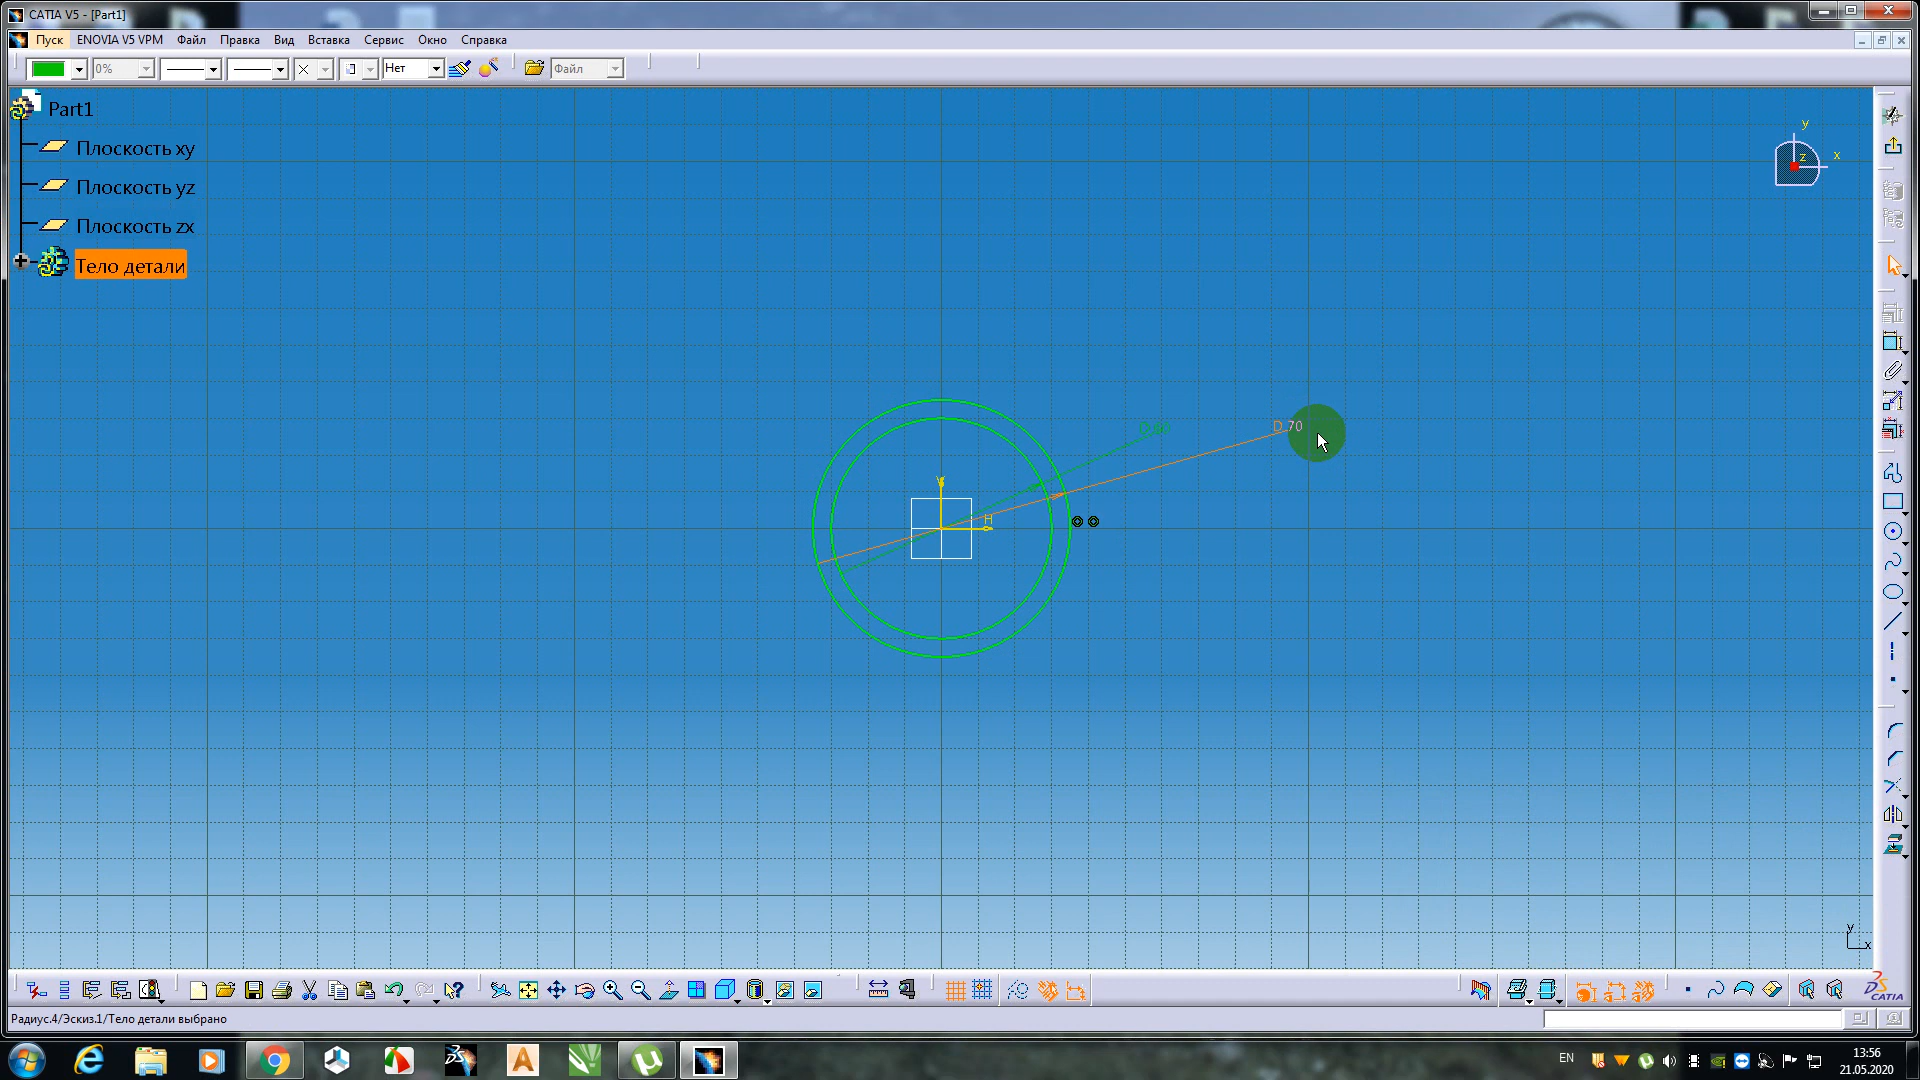 CATIA V5 - [Part1]
Пуск ENOVIA V5 VPM Файл Правка Вид Вставка Сервис Окно Справка
0% Нет Файл
Part1
Плоскость xy
Плоскость yz
Плоскость zx
Тело детали
y
x
z
D 70
V
H
y
x
CATIA
Радиус.4/Эскиз.1/Тело детали выбрано
EN
13:56
21.05.2020